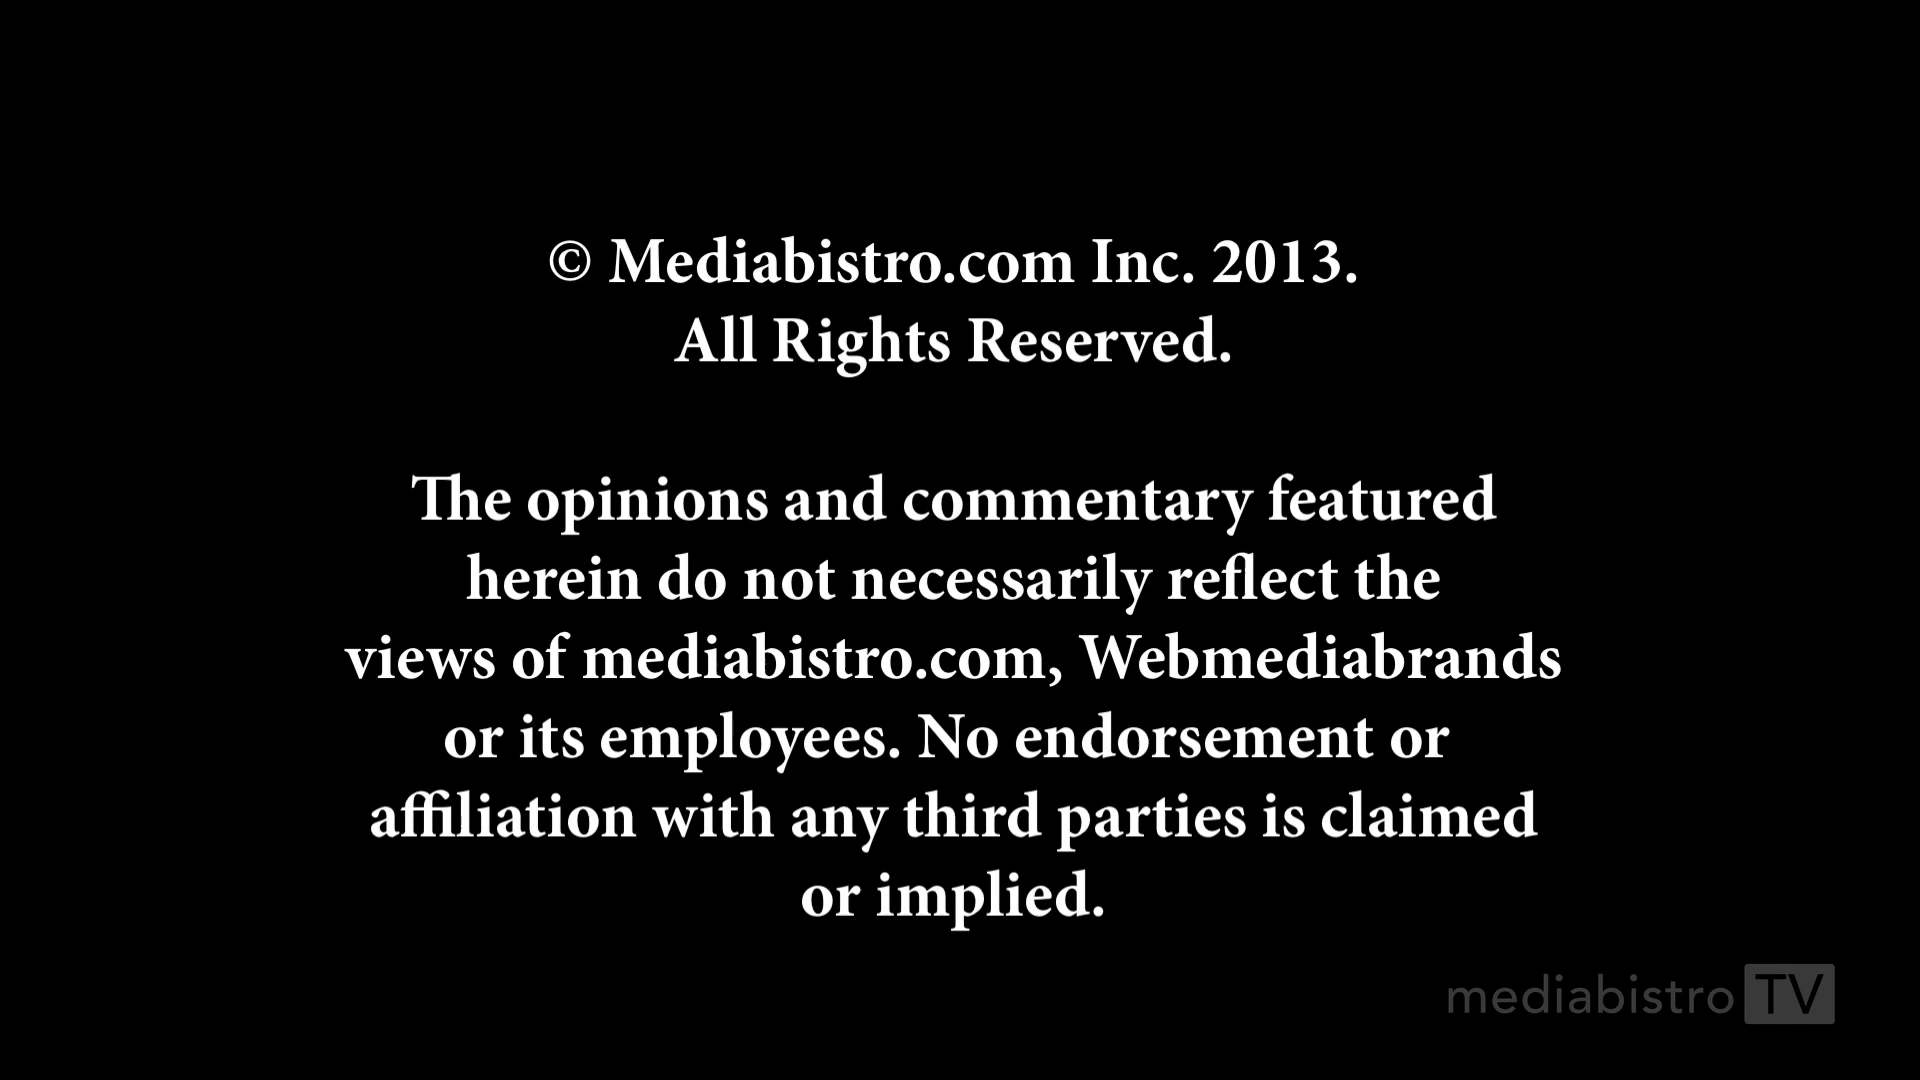 © Mediabistro.com Inc. 2013.
All Rights Reserved.
The opinions and commentary featured
herein do not necessarily reflect the
views of mediabistro.com, Webmediabrands
or its employees. No endorsement or
affiliation with any third parties is claimed
or implied.
mediabistro TV